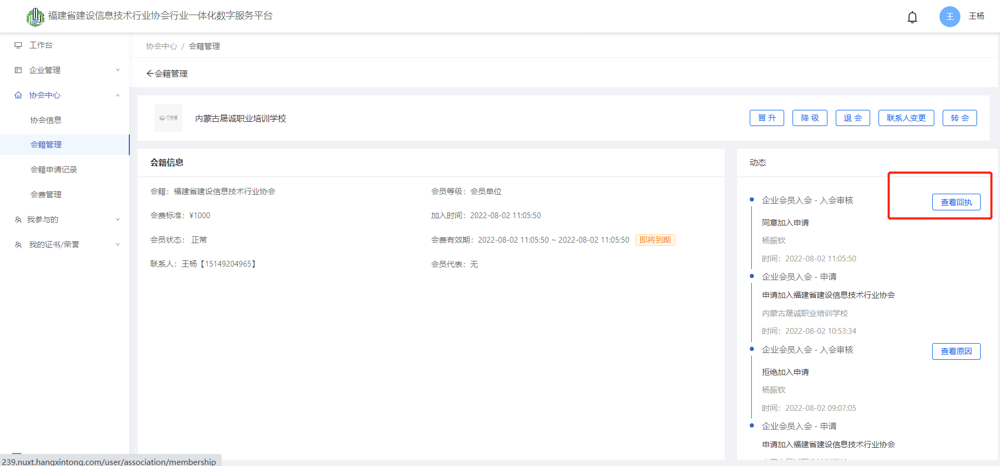 福建省建设信息技术行业协会行业一体化数字服务平台
王
王杨
工作台
企业管理
协会中心
协会信息
会籍管理
会籍申请记录
会费管理
我参与的
我的证书/荣誉
协会中心 / 会籍管理
会籍管理
行信通
内蒙古晟诚职业培训学校
晋 升
降 级
退 会
联系人变更
转 会
会籍信息
会籍：福建省建设信息技术行业协会
会员等级：会员单位
会费标准：¥1000
加入时间：2022-08-02 11:05:50
会员状态： 正常
会费有效期：2022-08-02 11:05:50 ~ 2022-08-02 11:05:50 即将到期
联系人：王杨【15149204965】
会员代表：无
动态
企业会员入会 - 入会审核
查看回执
同意加入申请
杨振钦
时间：2022-08-02 11:05:50
企业会员入会 - 申请
申请加入福建省建设信息技术行业协会
内蒙古晟诚职业培训学校
时间：2022-08-02 10:53:34
企业会员入会 - 入会审核
查看原因
拒绝加入申请
杨振钦
时间：2022-08-02 09:07:05
企业会员入会 - 申请
申请加入福建省建设信息技术行业协会
239.nuxt.hangxintong.com/user/association/membership